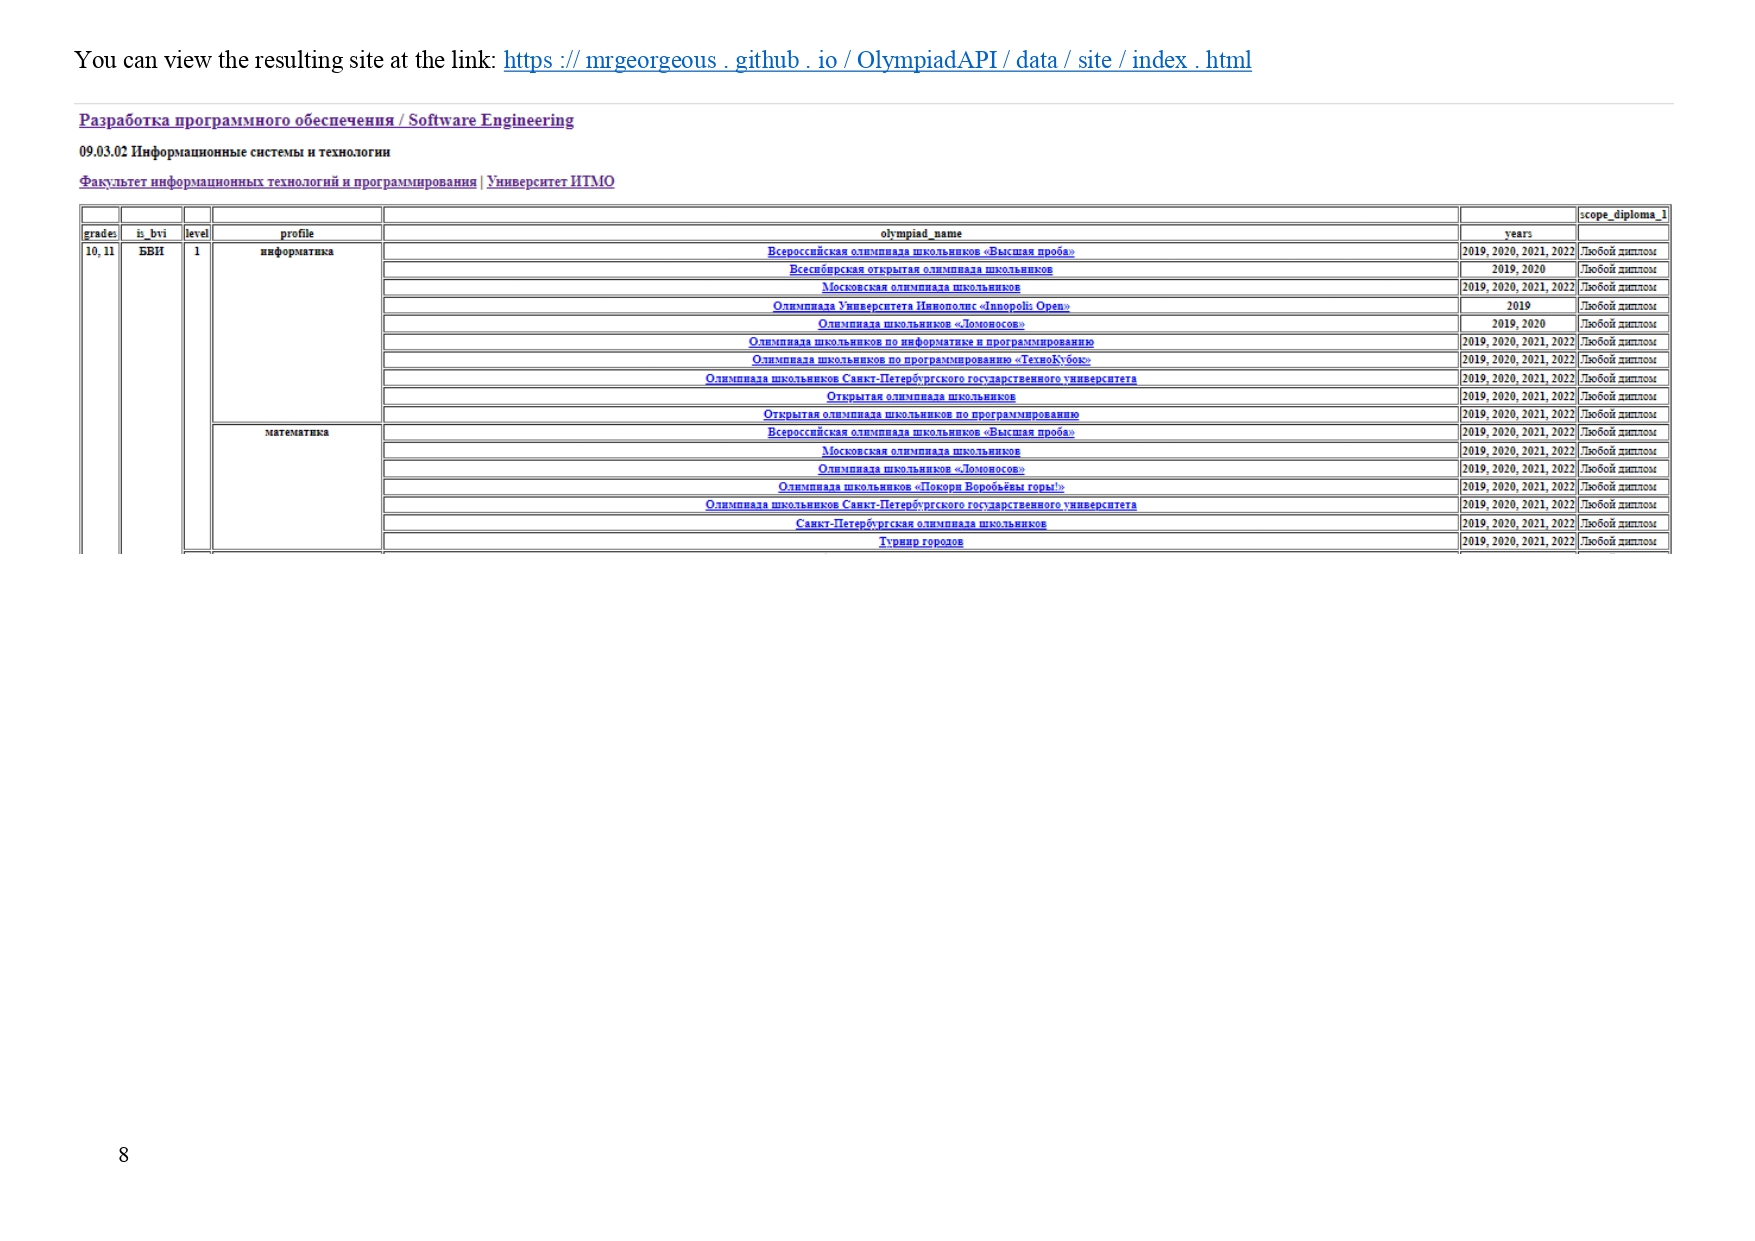 You can view the resulting site at the link: https :// mrgeorgeous . github . io / OlympiadAPI / data / site / index . html
Разработка программного обеспечения / Software Engineering
09.03.02 Информационные системы и технологии
Факультет информационных технологий и программирования | Университет ИТМО
scope_diploma_1
grades is_bvi level profile olympiad_name years
10, 11 БВИ 1 информатика Всероссийская олимпиада школьников «Высшая проба» 2019, 2020, 2021, 2022 Любой диплом
Всесибирская открытая олимпиада школьников 2019, 2020 Любой диплом
Московская олимпиада школьников 2019, 2020, 2021, 2022 Любой диплом
Олимпиада Университета Иннополис «Innopolis Open» 2019 Любой диплом
Олимпиада школьников «Ломоносов» 2019, 2020 Любой диплом
Олимпиада школьников по информатике и программированию 2019, 2020, 2021, 2022 Любой диплом
Олимпиада школьников по программированию «ТехноКубок» 2019, 2020, 2021, 2022 Любой диплом
Олимпиада школьников Санкт-Петербургского государственного университета 2019, 2020, 2021, 2022 Любой диплом
Открытая олимпиада школьников 2019, 2020, 2021, 2022 Любой диплом
Открытая олимпиада школьников по программированию 2019, 2020, 2021, 2022 Любой диплом
математика Всероссийская олимпиада школьников «Высшая проба» 2019, 2020, 2021, 2022 Любой диплом
Московская олимпиада школьников 2019, 2020, 2021, 2022 Любой диплом
Олимпиада школьников «Ломоносов» 2019, 2020, 2021, 2022 Любой диплом
Олимпиада школьников «Покори Воробьёвы горы!» 2019, 2020, 2021, 2022 Любой диплом
Олимпиада школьников Санкт-Петербургского государственного университета 2019, 2020, 2021, 2022 Любой диплом
Санкт-Петербургская олимпиада школьников 2019, 2020, 2021, 2022 Любой диплом
Турнир городов 2019, 2020, 2021, 2022 Любой диплом
8